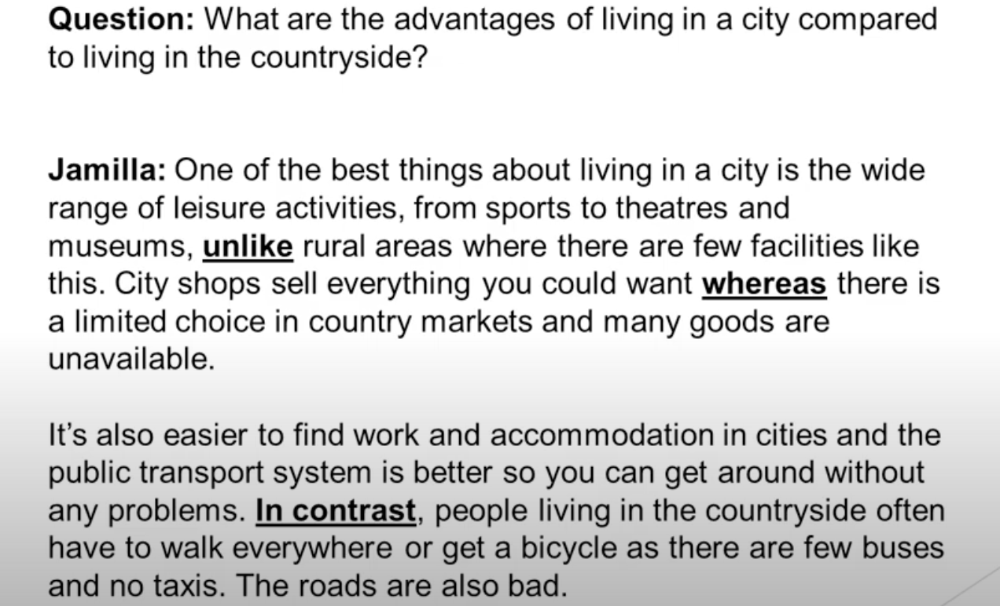 Question: What are the advantages of living in a city compared
to living in the countryside?
Jamilla: One of the best things about living in a city is the wide
range of leisure activities, from sports to theatres and
museums, unlike rural areas where there are few facilities like
this. City shops sell everything you could want whereas there is
a limited choice in country markets and many goods are
unavailable.
It’s also easier to find work and accommodation in cities and the
public transport system is better so you can get around without
any problems. In contrast, people living in the countryside often
have to walk everywhere or get a bicycle as there are few buses
and no taxis. The roads are also bad.